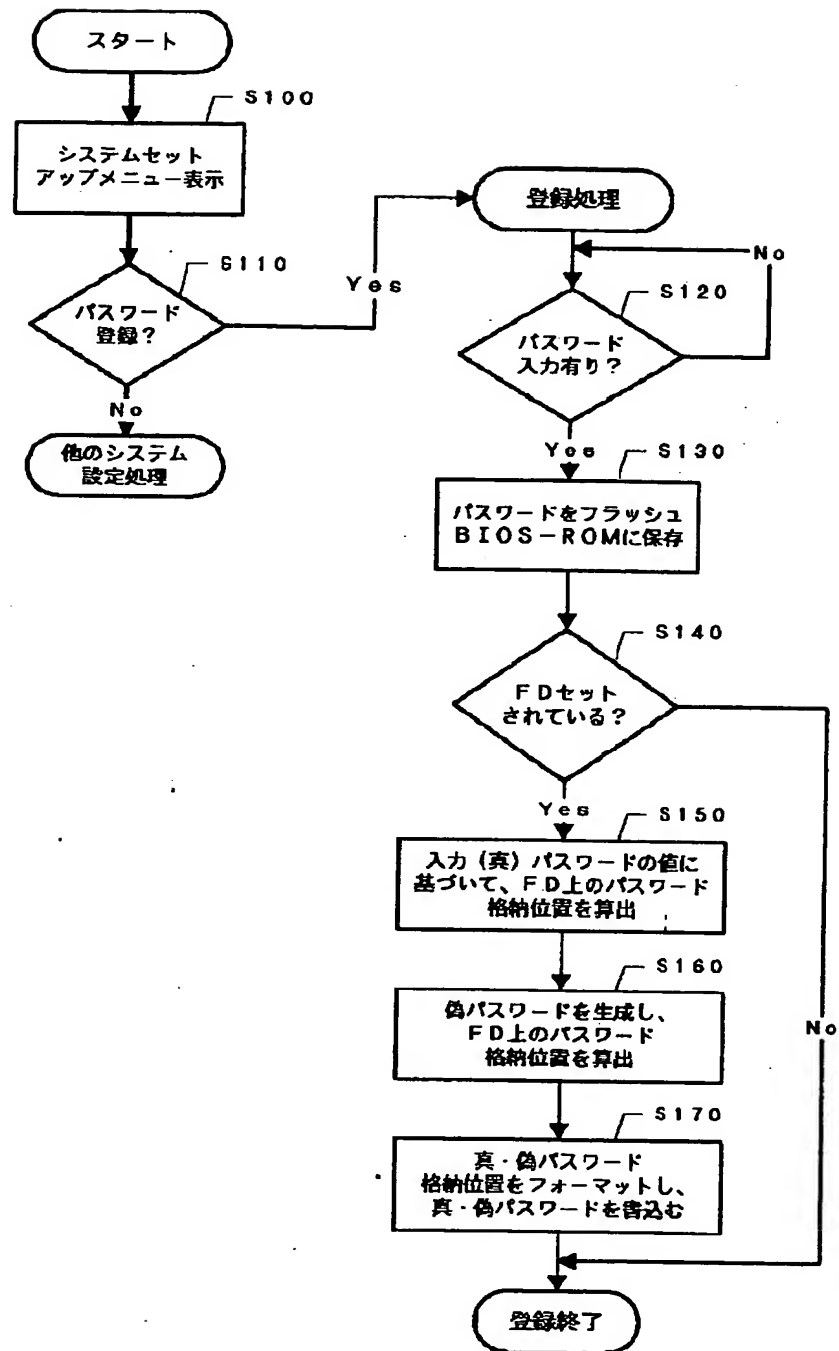 スタート
S100
システムセット
アップメニュー表示
S110
パスワード
登録?
Yes
No
他のシステム
設定処理
登録処理
No
S120
パスワード
入力有り?
Yes
S130
パスワードをフラッシュ
BIOS-ROMに保存
S140
FDセット
されている?
Yes
No
S150
入力(真)パスワードの値に
基づいて、FD上のパスワード
格納位置を算出
S160
偽パスワードを生成し、
FD上のパスワード
格納位置を算出
S170
真・偽パスワード
格納位置をフォーマットし、
真・偽パスワードを書込む
登録終了